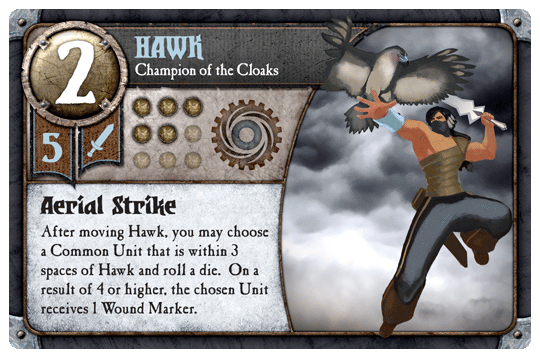 2
HAWK
Champion of the Cloaks
5
Aerial Strike
After moving Hawk, you may choose
a Common Unit that is within 3
spaces of Hawk and roll a die. On a
result of 4 or higher, the chosen Unit
receives 1 Wound Marker.